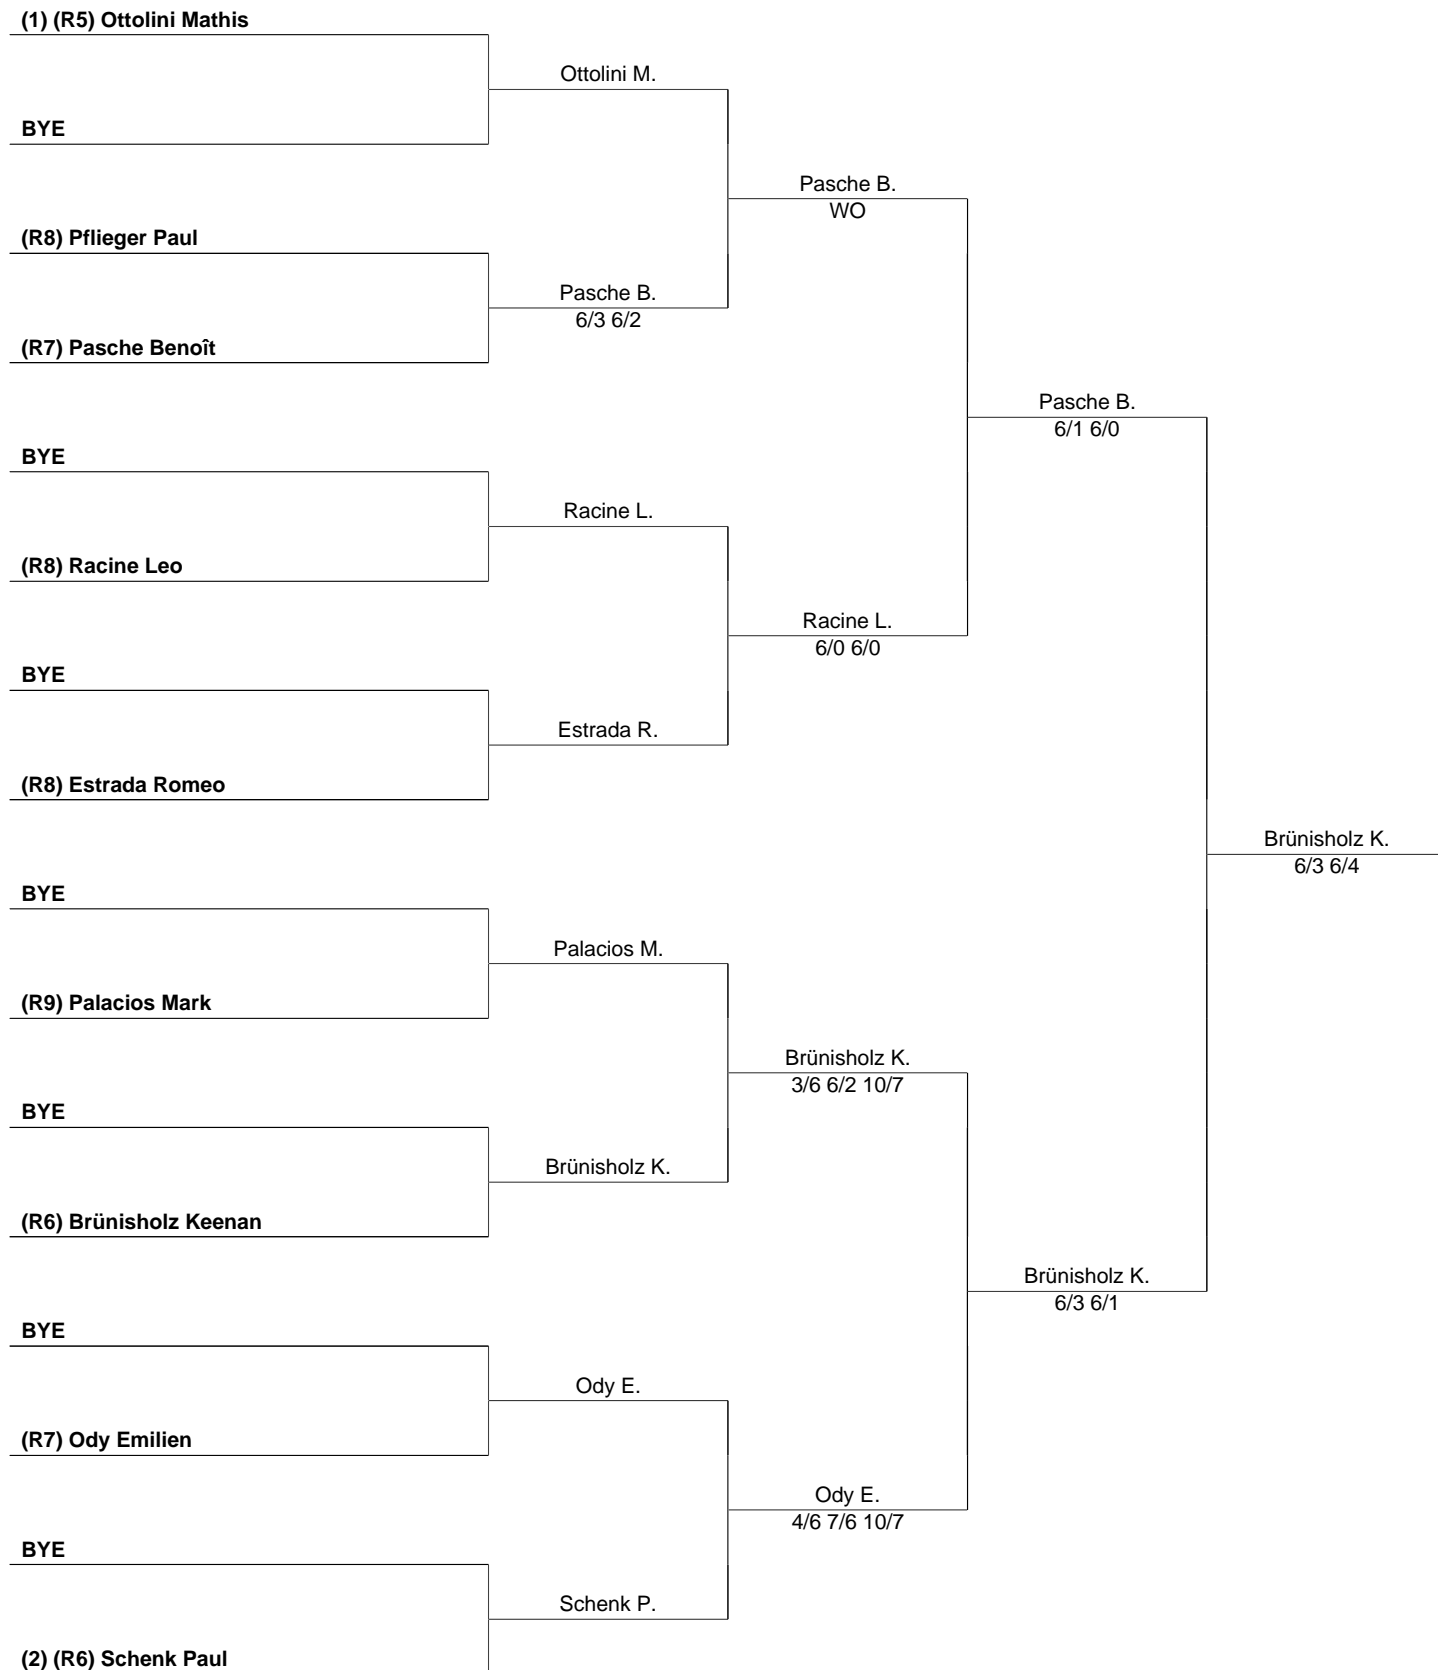 (1) (R5) Ottolini Mathis
Ottolini M.
BYE
Pasche B.
WO
(R8) Pflieger Paul
Pasche B.
6/3 6/2
(R7) Pasche Benoît
Pasche B.
6/1 6/0
BYE
Racine L.
(R8) Racine Leo
Racine L.
6/0 6/0
BYE
Estrada R.
(R8) Estrada Romeo
Brünisholz K.
6/3 6/4
BYE
Palacios M.
(R9) Palacios Mark
Brünisholz K.
3/6 6/2 10/7
BYE
Brünisholz K.
(R6) Brünisholz Keenan
Brünisholz K.
6/3 6/1
BYE
Ody E.
(R7) Ody Emilien
Ody E.
4/6 7/6 10/7
BYE
Schenk P.
(2) (R6) Schenk Paul